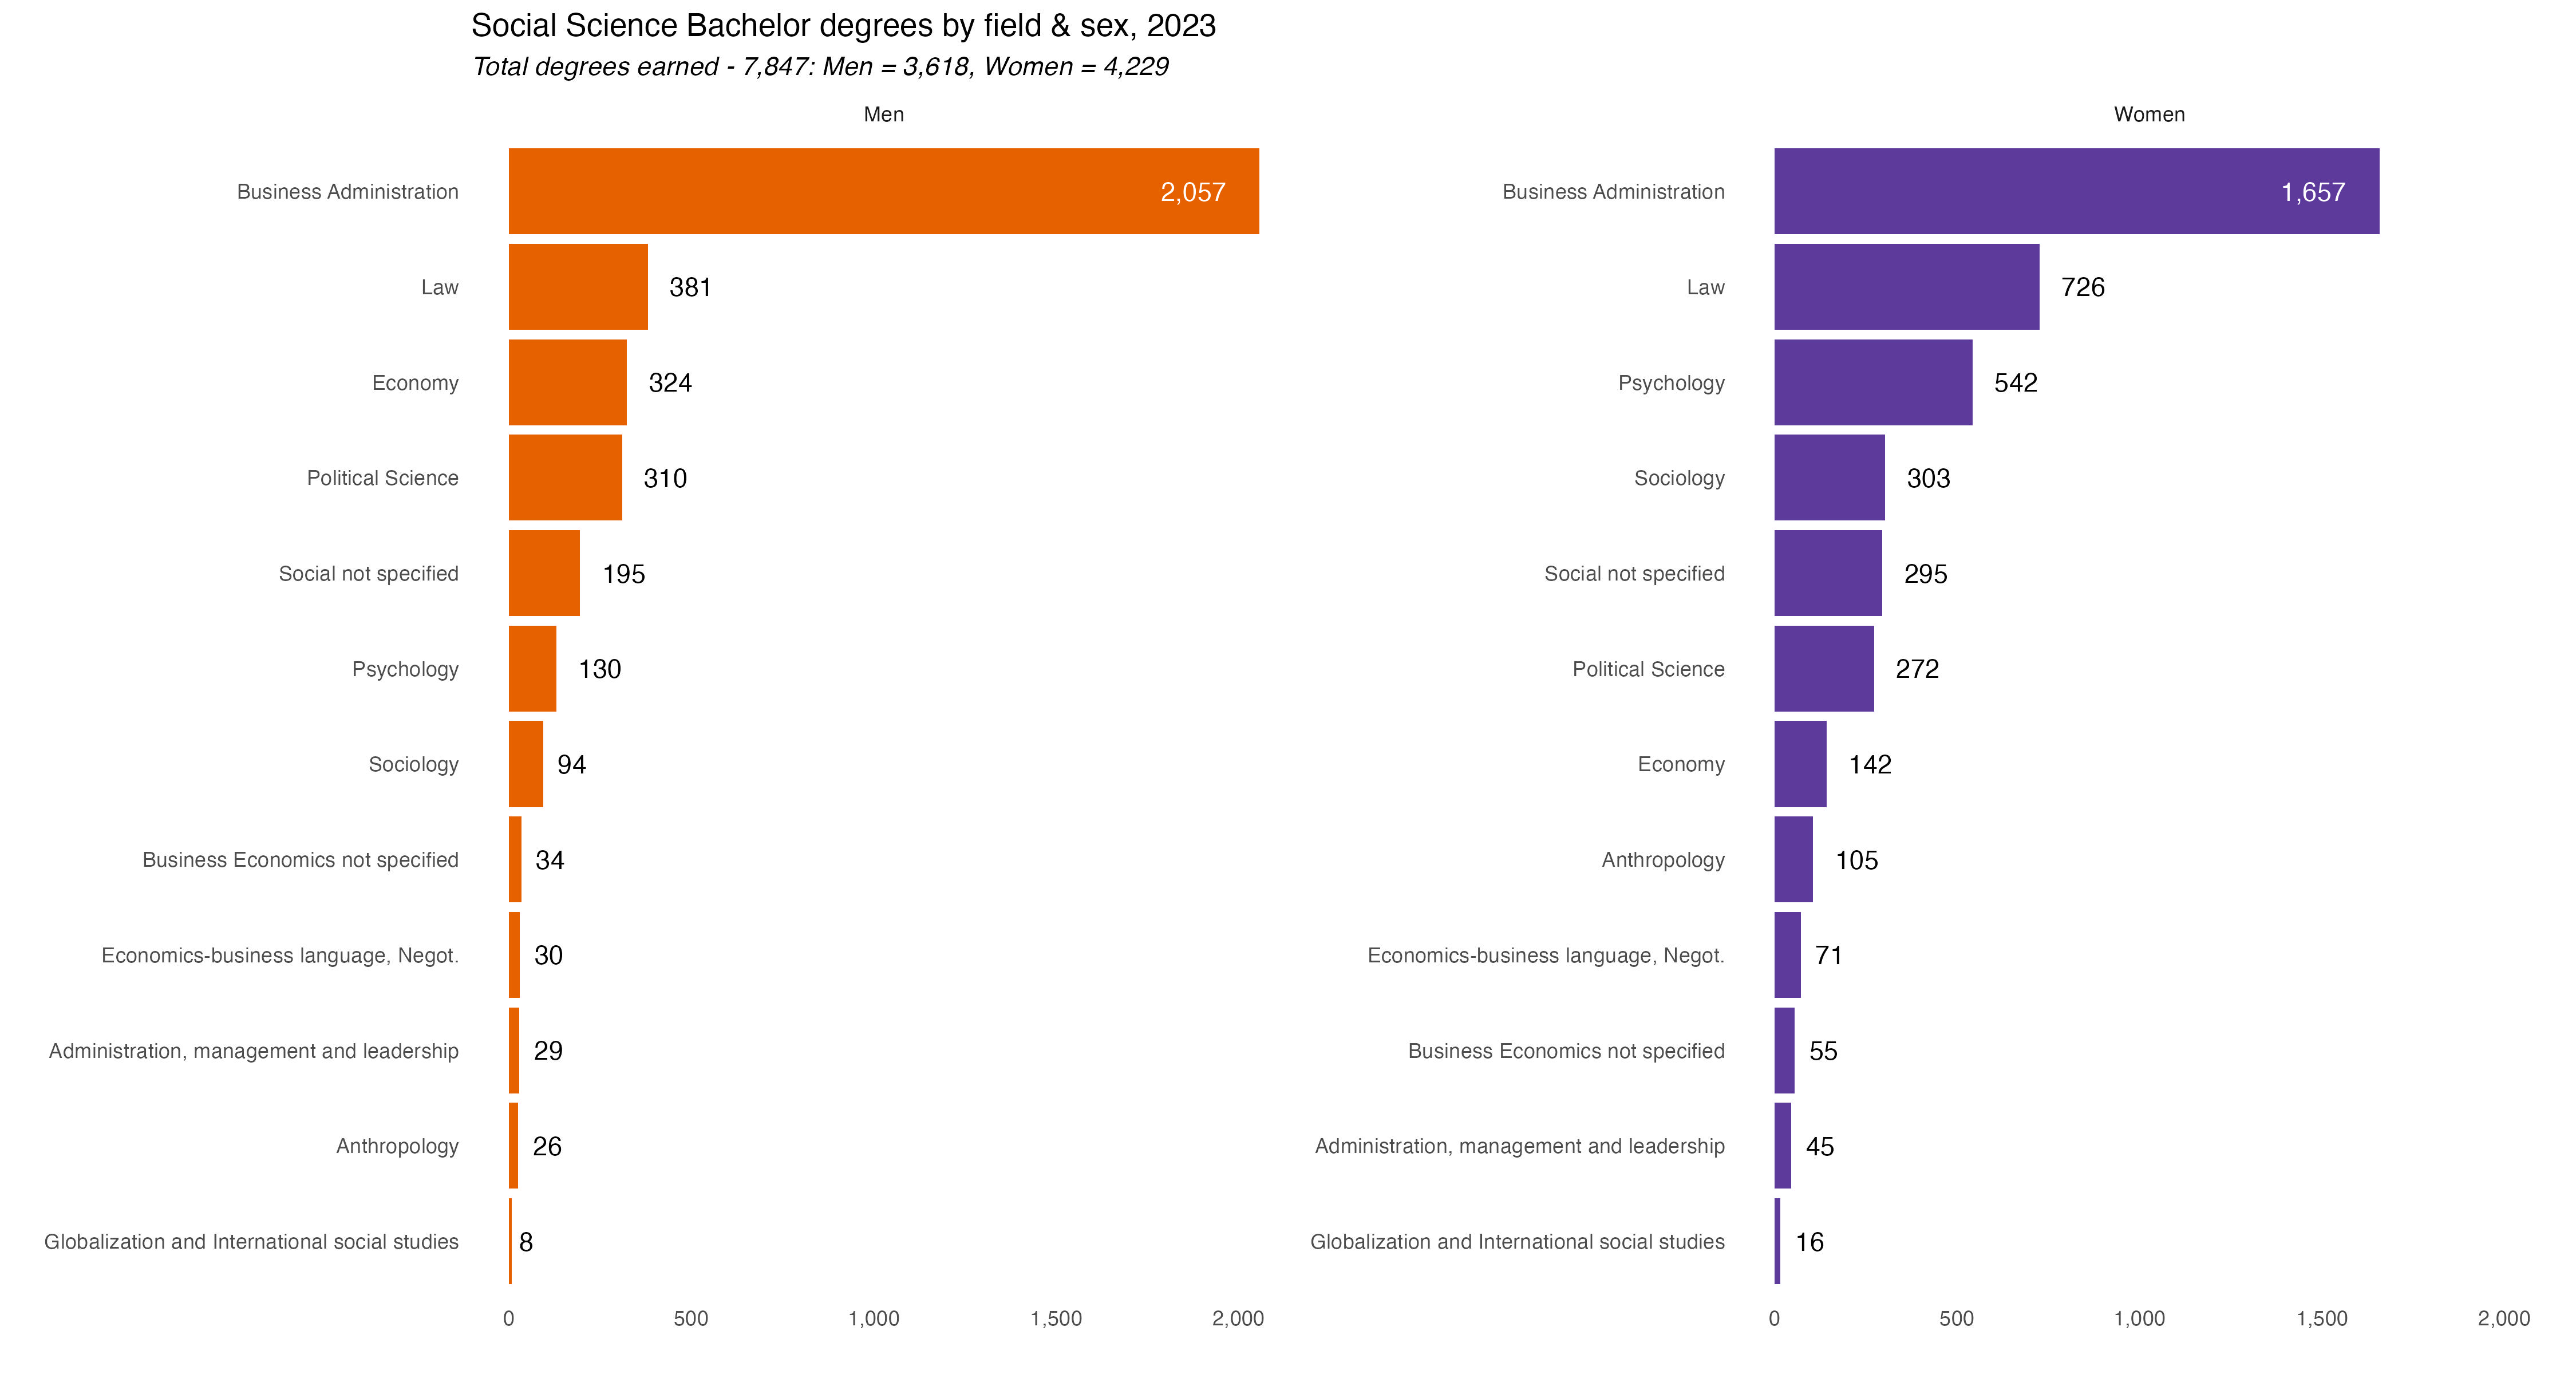 Social Science Bachelor degrees by field & sex, 2023
Total degrees earned - 7,847: Men = 3,618, Women = 4,229
Men
Business Administration 2,057
Law 381
Economy 324
Political Science 310
Social not specified 195
Psychology 130
Sociology 94
Business Economics not specified 34
Economics-business language, Negot. 30
Administration, management and leadership 29
Anthropology 26
Globalization and International social studies 8
0 500 1,000 1,500 2,000
Women
Business Administration 1,657
Law 726
Psychology 542
Sociology 303
Social not specified 295
Political Science 272
Economy 142
Anthropology 105
Economics-business language, Negot. 71
Business Economics not specified 55
Administration, management and leadership 45
Globalization and International social studies 16
0 500 1,000 1,500 2,000